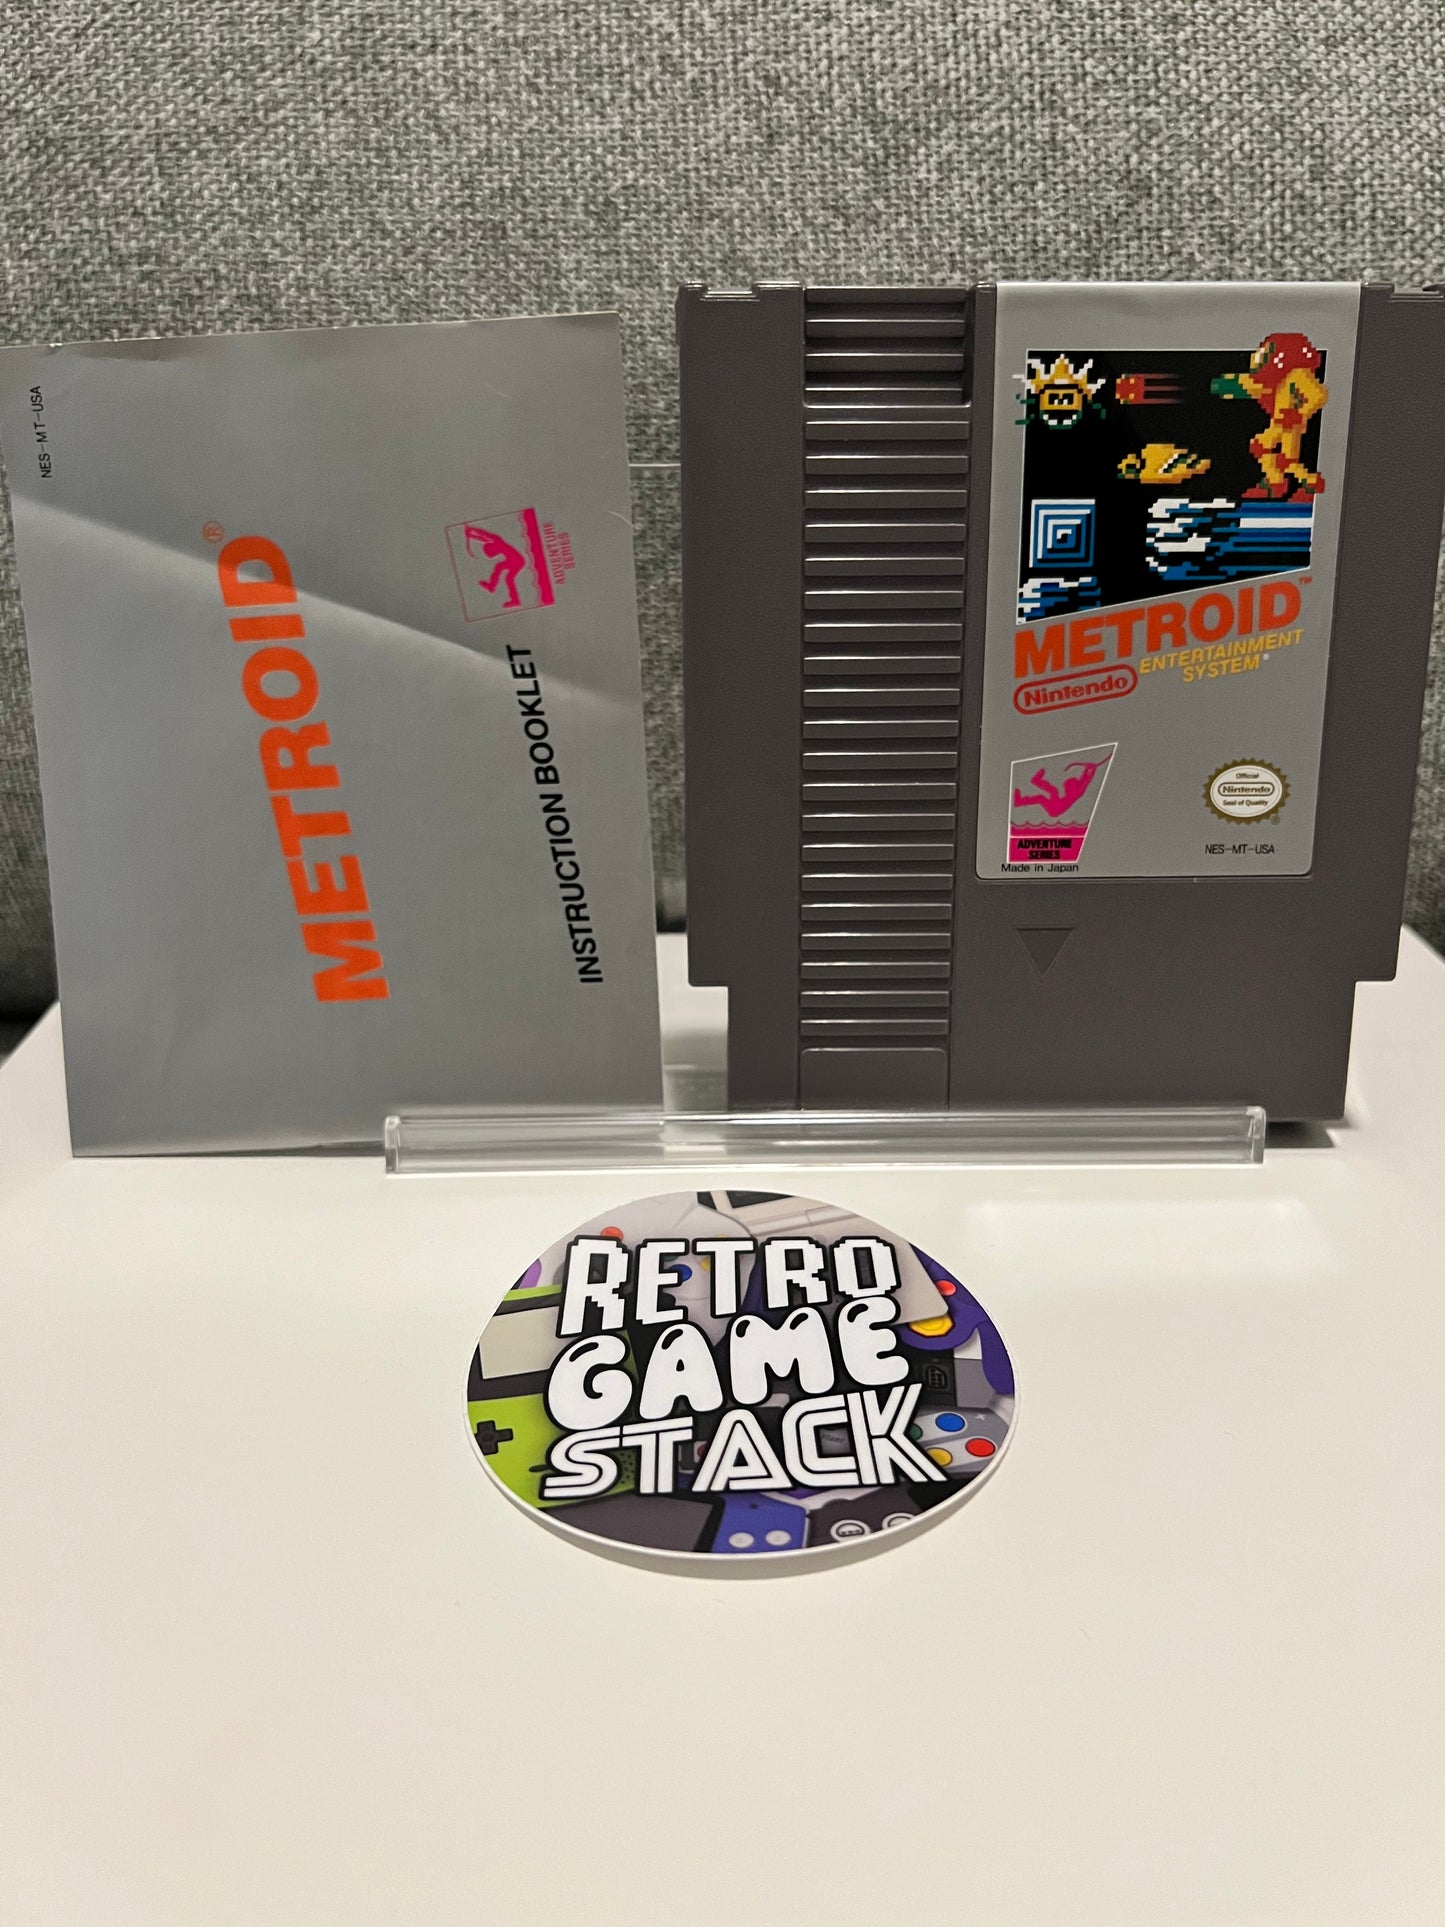 NES-MT-USA
METROID®
ADVENTURE
SERIES
INSTRUCTION BOOKLET
METROID™
Nintendo
ENTERTAINMENT
SYSTEM®
ADVENTURE
SERIES
Made in Japan
Official
Nintendo
Seal of Quality
®
NES-MT-USA
RETRO
GAME
STACK